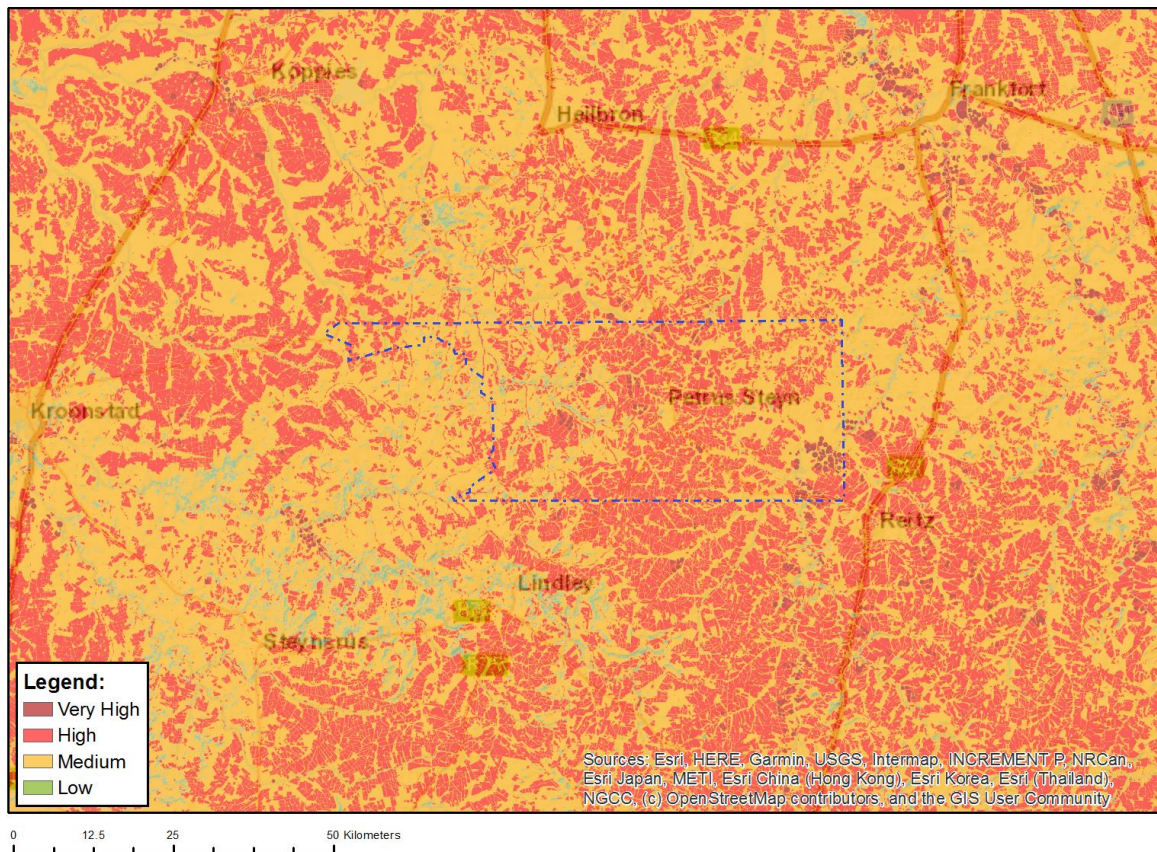 Koppies
Heilbron
Frankfort
Kroonstad
Petrus Steyn
Reitz
Lindley
Steynsrus
Legend:
Very High
High
Medium
Low
Sources: Esri, HERE, Garmin, USGS, Intermap, INCREMENT P, NRCan,
Esri Japan, METI, Esri China (Hong Kong), Esri Korea, Esri (Thailand),
NGCC, (c) OpenStreetMap contributors, and the GIS User Community
0 12.5 25 50 Kilometers